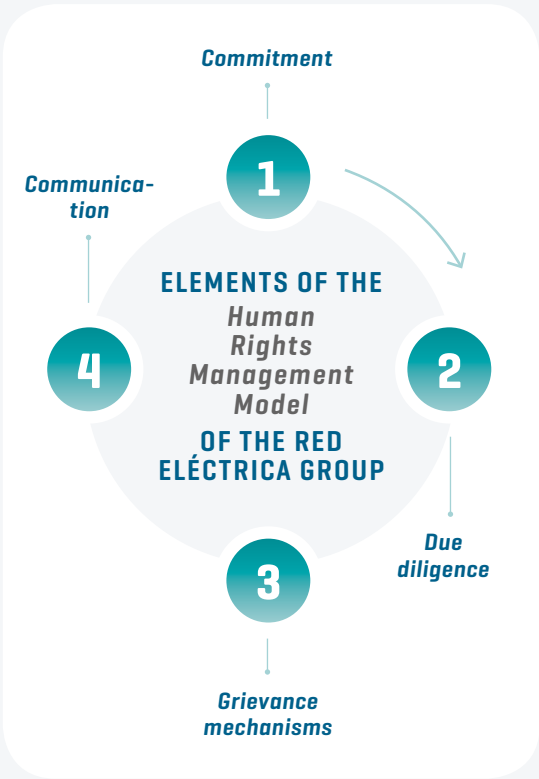 Commitment
1
Communica-
tion
ELEMENTS OF THE
Human
Rights
Management
Model
OF THE RED
ELÉCTRICA GROUP
4
2
Due
diligence
3
Grievance
mechanisms